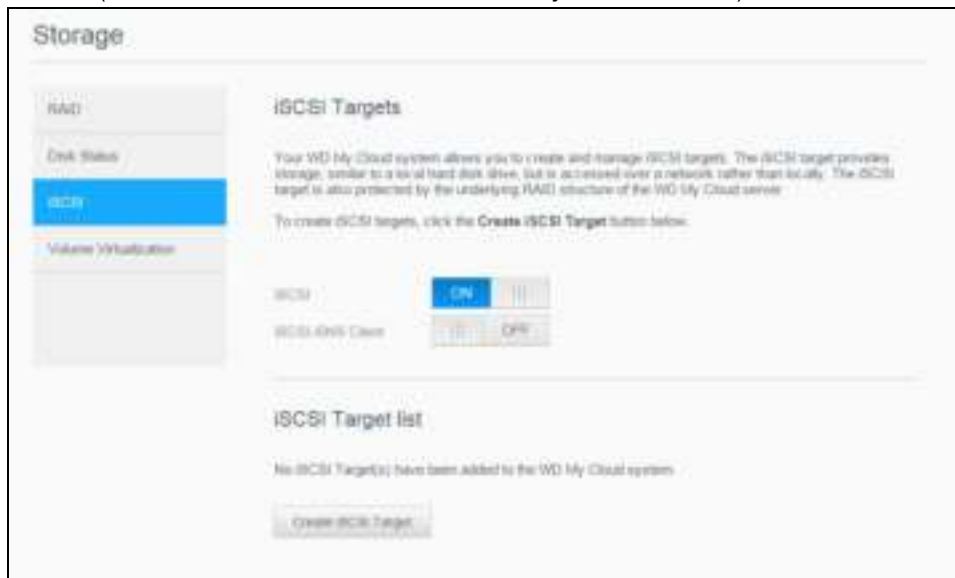 Storage
RAID
Disk Status
iSCSI
Volume Virtualization
iSCSI Targets
Your WD My Cloud system allows you to create and manage iSCSI targets. The iSCSI target provides
storage, similar to a local hard disk drive, but is accessed over a network rather than locally. The iSCSI
target is also protected by the underlying RAID structure of the WD My Cloud server
To create iSCSI targets, click the Create iSCSI Target button below.
iSCSI
ON
iSCSI iSNS Client
OFF
iSCSI Target list
No iSCSI Target(s) have been added to the WD My Cloud system
Create iSCSI Target